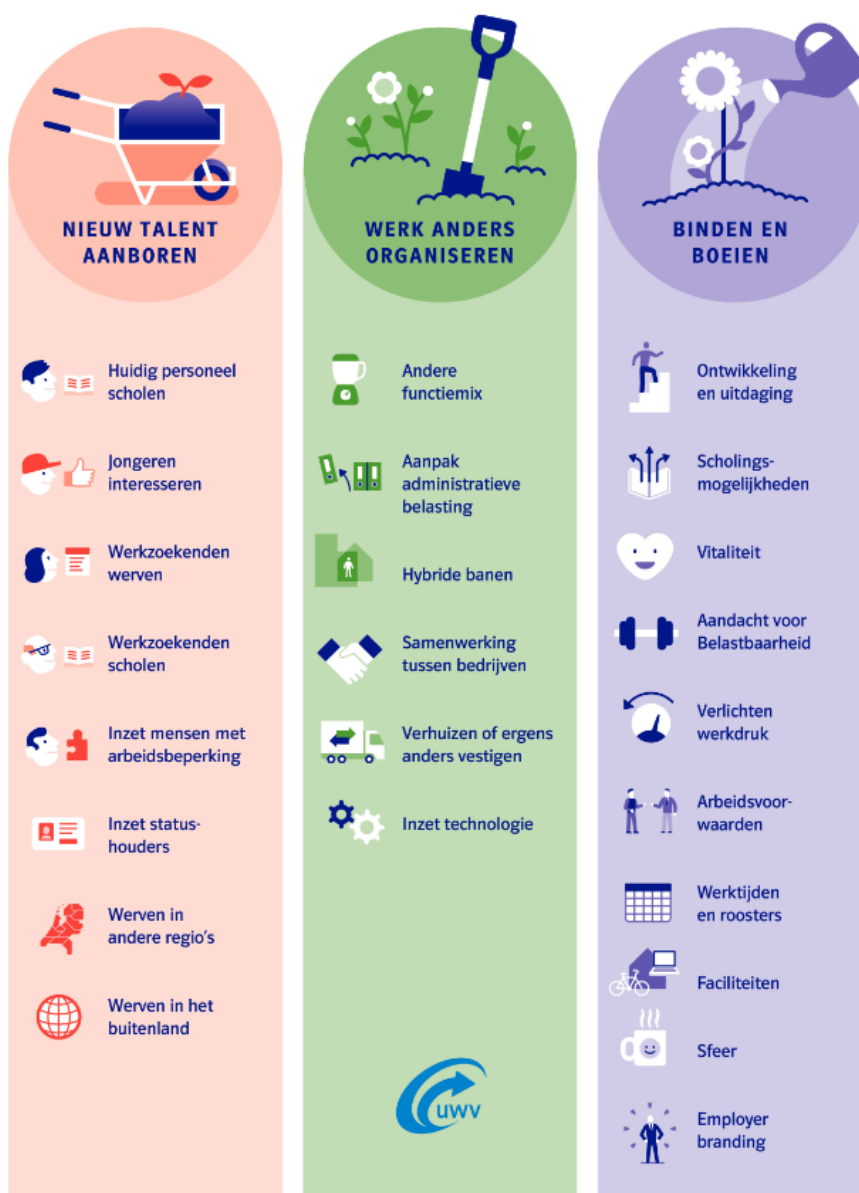 NIEUW TALENT
AANBOREN
Huidig personeel
scholen
Jongeren
interesseren
Werkzoekenden
werven
Werkzoekenden
scholen
Inzet mensen met
arbeidsbeperking
Inzet status-
houders
Werven in
andere regio's
Werven in het
buitenland
WERK ANDERS
ORGANISEREN
Andere
functiemix
Aanpak
administratieve
belasting
Hybride banen
Samenwerking
tussen bedrijven
Verhuizen of ergens
anders vestigen
Inzet technologie
uwv
BINDEN EN
BOEIEN
Ontwikkeling
en uitdaging
Scholings-
mogelijkheden
Vitaliteit
Aandacht voor
Belastbaarheid
Verlichten
werkdruk
Arbeidsvoor-
waarden
Werktijden
en roosters
Faciliteiten
Sfeer
Employer
branding